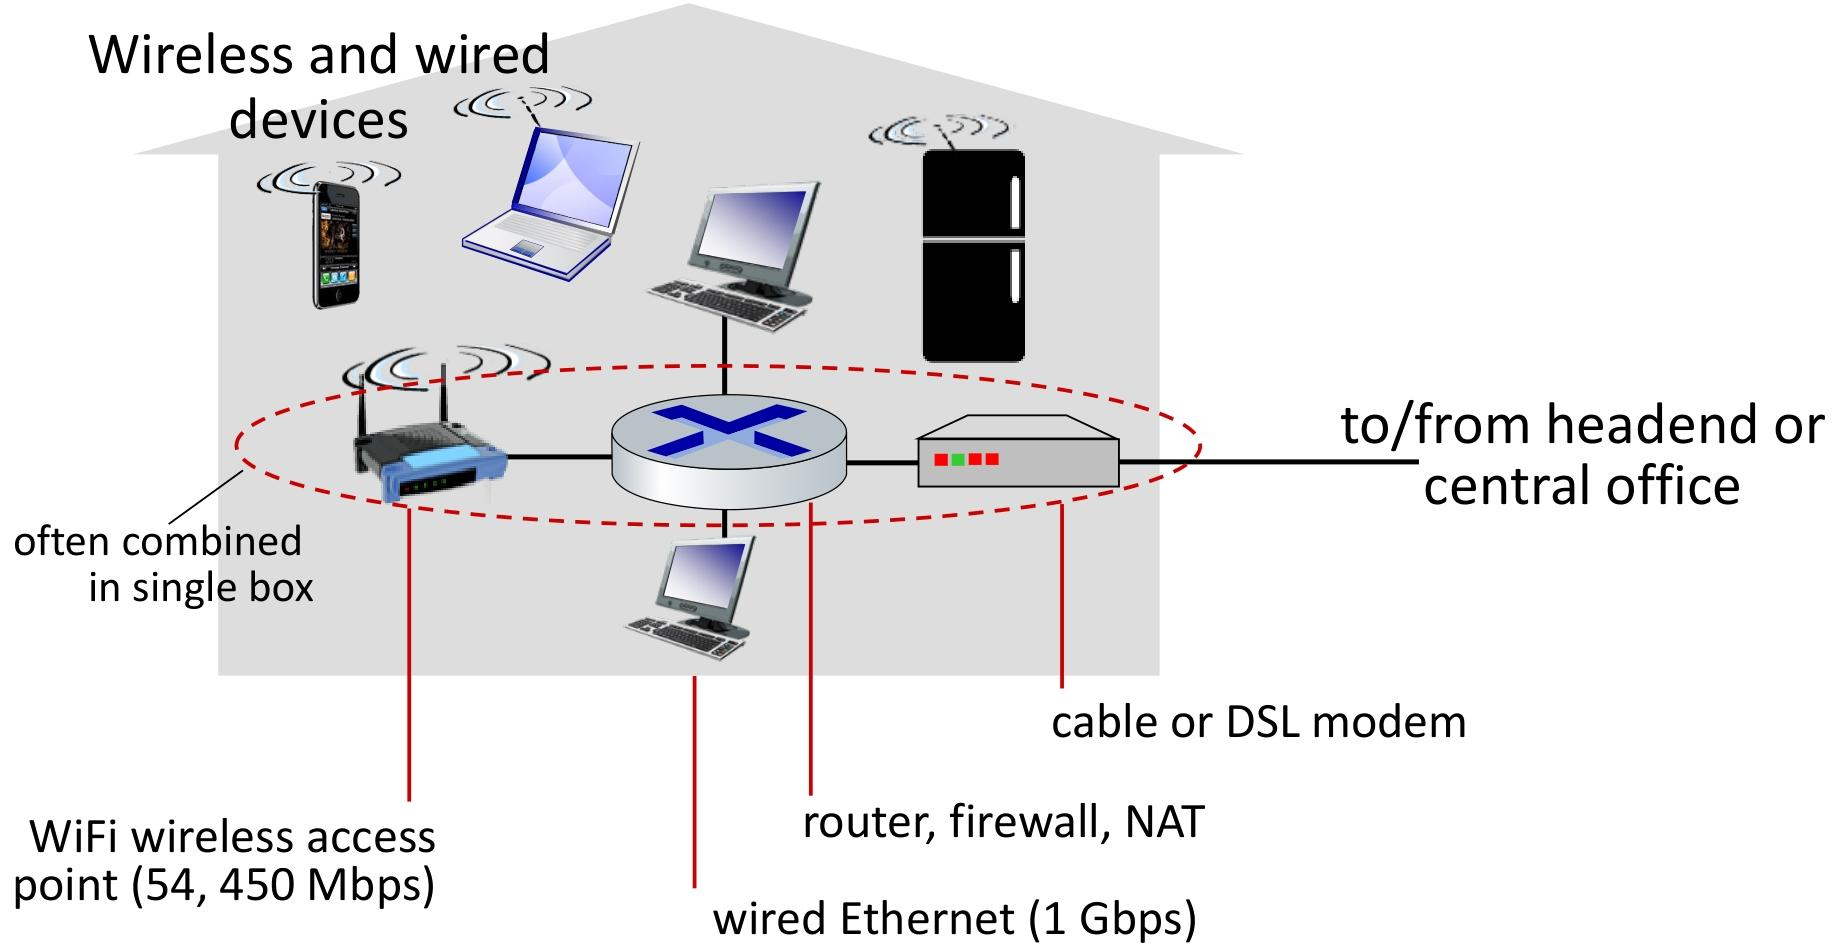 Wireless and wired
devices
to/from headend or
central office
often combined
in single box
cable or DSL modem
router, firewall, NAT
WiFi wireless access
point (54, 450 Mbps)
wired Ethernet (1 Gbps)